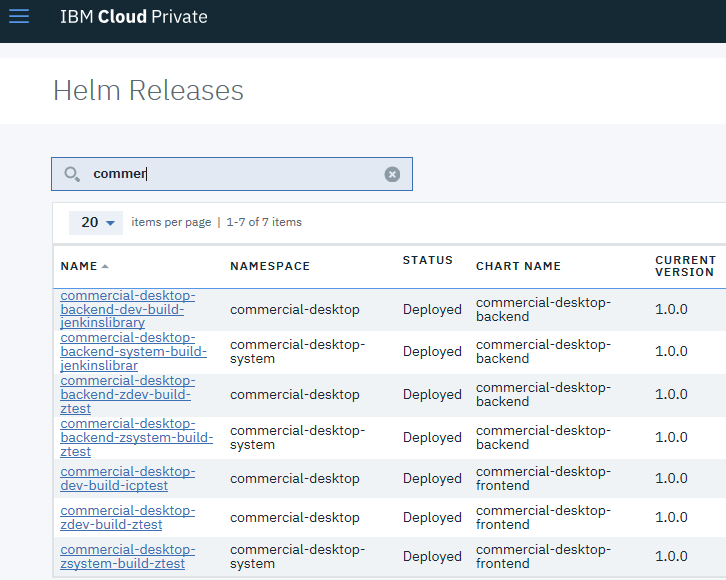 IBM Cloud Private
Helm Releases
commer
20 items per page | 1-7 of 7 items
NAME NAMESPACE STATUS CHART NAME CURRENT VERSION
commercial-desktop-backend-dev-build-jenkinslibrary commercial-desktop Deployed commercial-desktop-backend 1.0.0
commercial-desktop-backend-system-build-jenkinslibrar commercial-desktop-system Deployed commercial-desktop-backend 1.0.0
commercial-desktop-backend-zdev-build-ztest commercial-desktop Deployed commercial-desktop-backend 1.0.0
commercial-desktop-backend-zsystem-build-ztest commercial-desktop-system Deployed commercial-desktop-backend 1.0.0
commercial-desktop-dev-build-icptest commercial-desktop Deployed commercial-desktop-frontend 1.0.0
commercial-desktop-zdev-build-ztest commercial-desktop Deployed commercial-desktop-frontend 1.0.0
commercial-desktop-zsystem-build-ztest commercial-desktop-system Deployed commercial-desktop-frontend 1.0.0